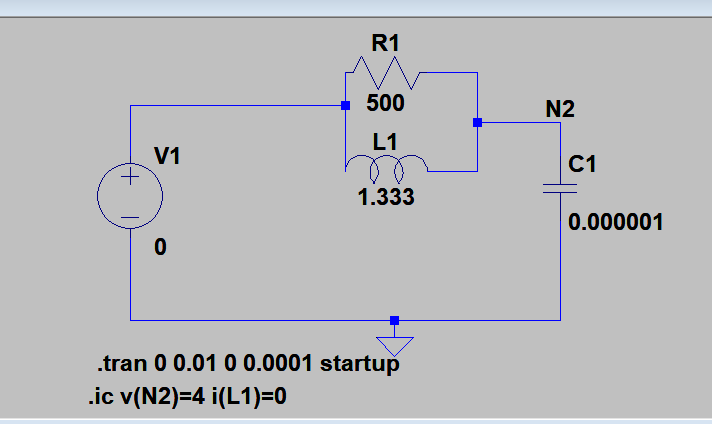 R1
500
N2
L1
V1
C1
1.333
0.000001
0
.tran 0 0.01 0 0.0001 startup
.ic v(N2)=4 i(L1)=0